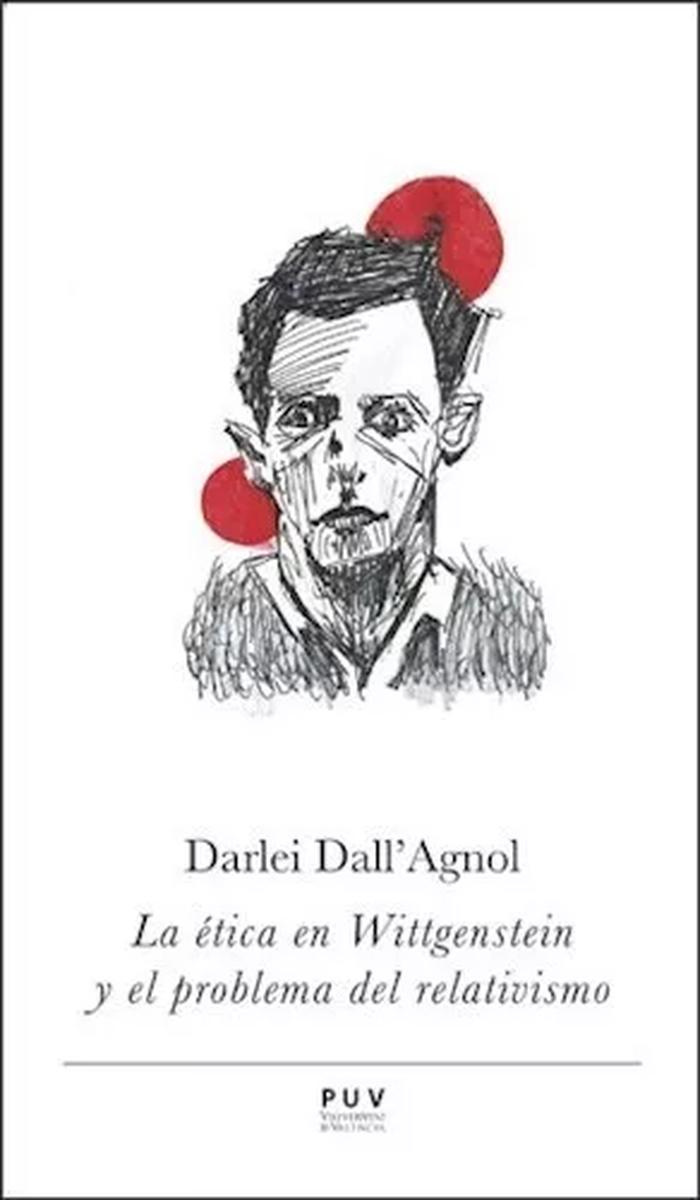 Darlei Dall’Agnol
La ética en Wittgenstein
y el problema del relativismo
PUV